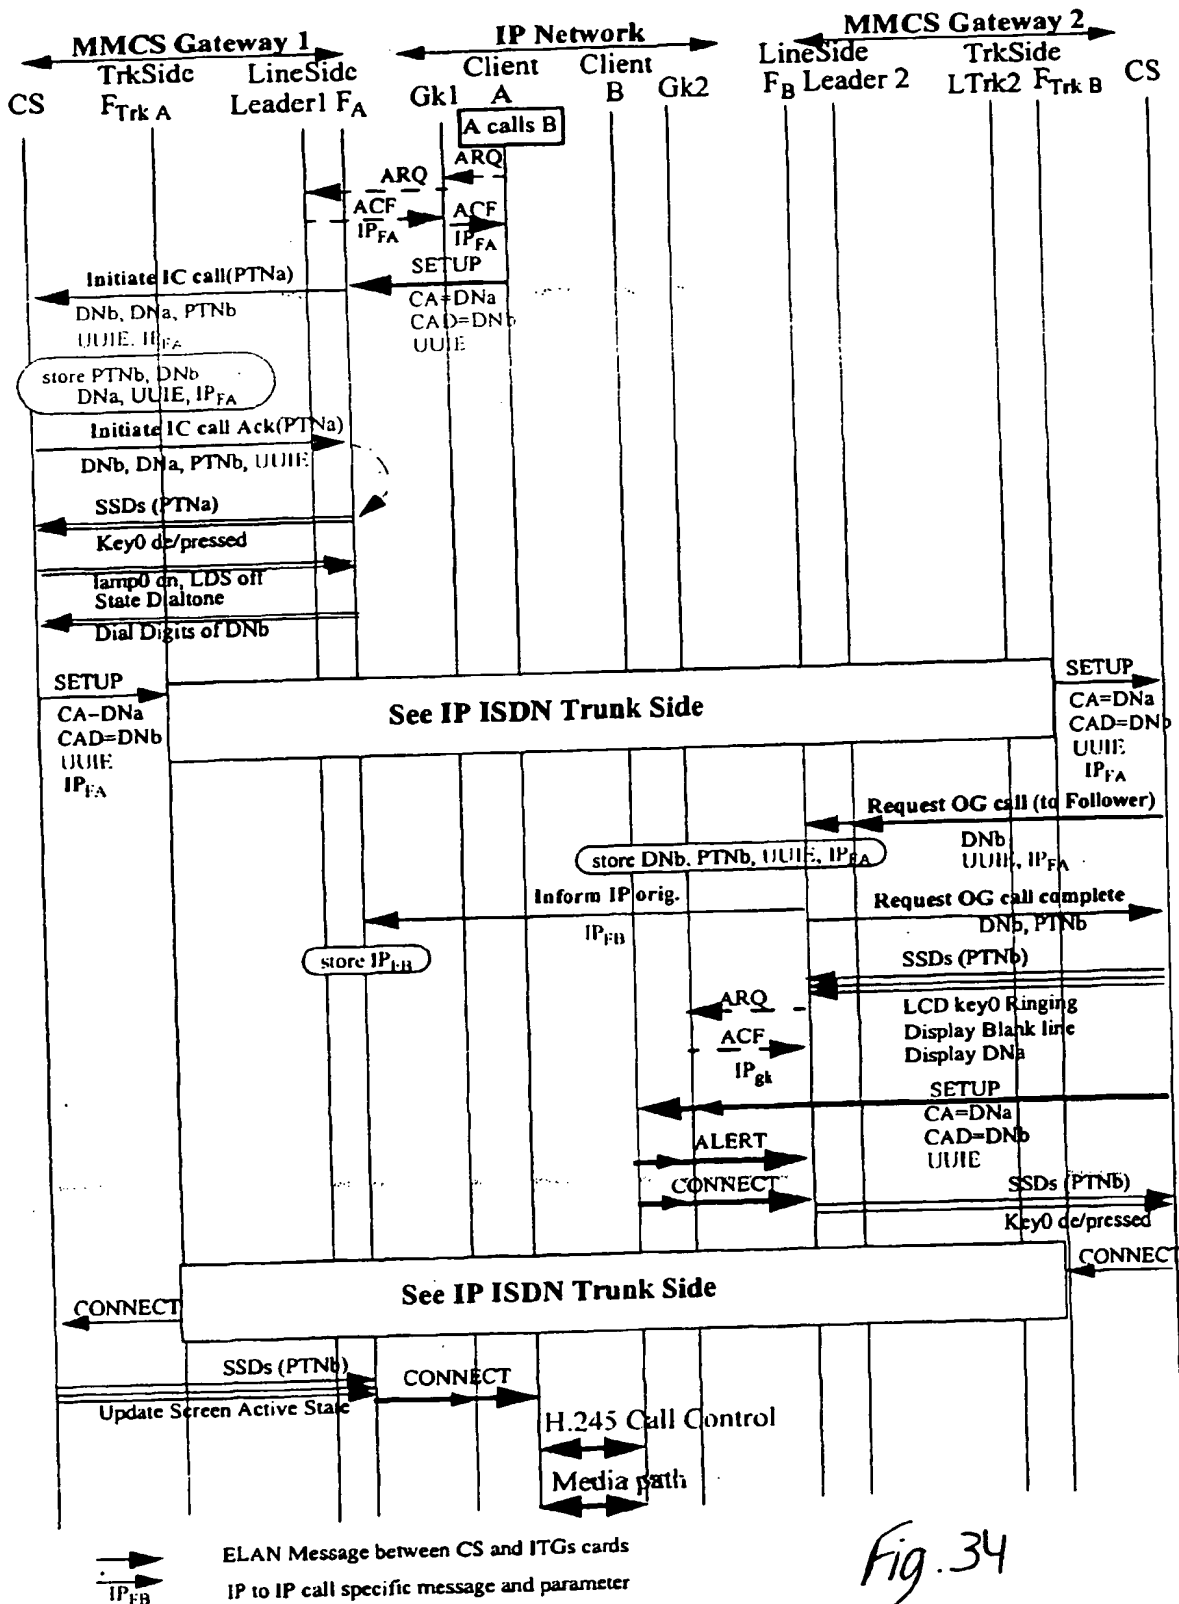 MMCS Gateway 1
IP Network
MMCS Gateway 2
CS
TrkSide
F Trk A
LineSide
Leader1 FA
Gk1
Client
A
Client
B
Gk2
LineSide
FB Leader 2
TrkSide
LTrk2 F Trk B
CS
A calls B
ARQ
ARQ
ACF
IPFA
ACF
IPFA
SETUP
CA=DNa
CAD=DNb
UUIE
Initiate IC call(PTNa)
DNb, DNa, PTNb
UUIE, IPFA
store PTNb, DNb
DNa, UUIE, IPFA
Initiate IC call Ack(PTNa)
DNb, DNa, PTNb, UUIE
SSDs (PTNa)
Key0 de/pressed
lamp0 on, LDS off
State Dialtone
Dial Digits of DNb
SETUP
CA-DNa
CAD=DNb
UUIE
IPFA
See IP ISDN Trunk Side
SETUP
CA=DNa
CAD=DNb
UUIE
IPFA
Request OG call (to Follower)
DNb
UUIE, IPFA
store DNb, PTNb, UUIE, IPFA
Inform IP orig.
IPFB
Request OG call complete
DNb, PTNb
store IPFB
SSDs (PTNb)
LCD key0 Ringing
Display Blank line
Display DNa
ARQ
ACF
IPgk
SETUP
CA=DNa
CAD=DNb
UUIE
ALERT
CONNECT
SSDs (PTNb)
Key0 de/pressed
CONNECT
See IP ISDN Trunk Side
CONNECT
SSDs (PTNb)
Update Screen Active State
CONNECT
H.245 Call Control
Media path
ELAN Message between CS and ITGs cards
IPFB
IP to IP call specific message and parameter
Fig. 34